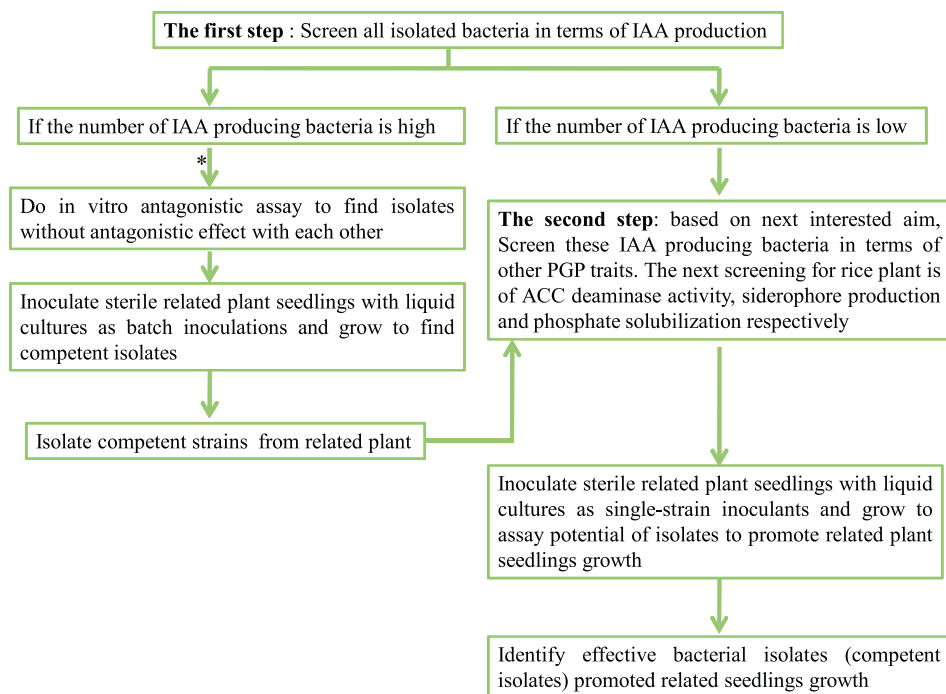 The first step : Screen all isolated bacteria in terms of IAA production
If the number of IAA producing bacteria is high
If the number of IAA producing bacteria is low
*
Do in vitro antagonistic assay to find isolates
without antagonistic effect with each other
Inoculate sterile related plant seedlings with liquid
cultures as batch inoculations and grow to find
competent isolates
Isolate competent strains from related plant
The second step: based on next interested aim,
Screen these IAA producing bacteria in terms of
other PGP traits. The next screening for rice plant is
of ACC deaminase activity, siderophore production
and phosphate solubilization respectively
Inoculate sterile related plant seedlings with liquid
cultures as single-strain inoculants and grow to
assay potential of isolates to promote related plant
seedlings growth
Identify effective bacterial isolates (competent
isolates) promoted related seedlings growth